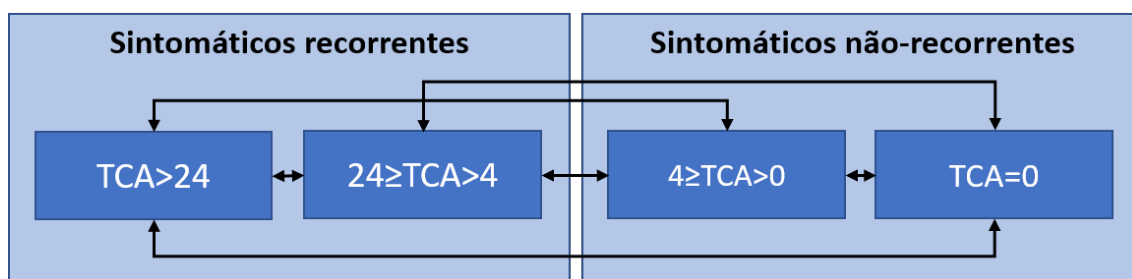 Sintomáticos recorrentes
Sintomáticos não-recorrentes
TCA>24
24≥TCA>4
4≥TCA>0
TCA=0